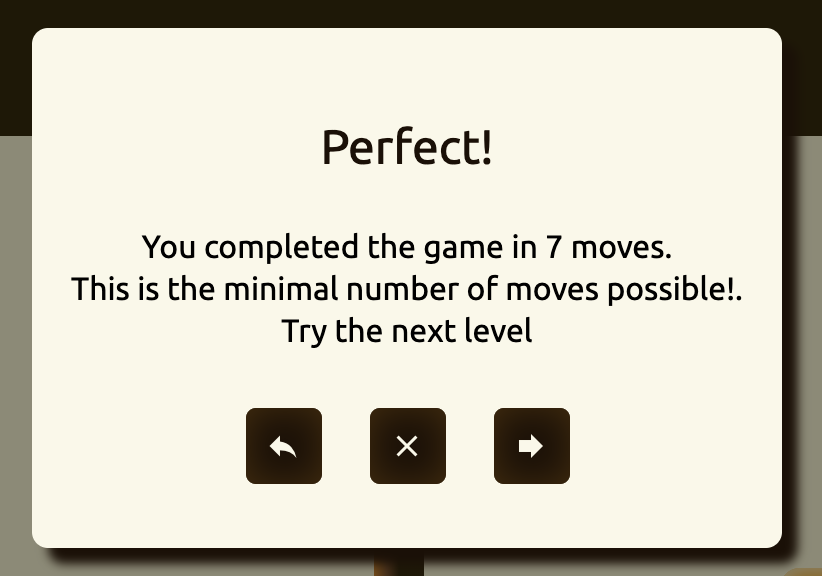 Perfect!
You completed the game in 7 moves.
This is the minimal number of moves possible!.
Try the next level